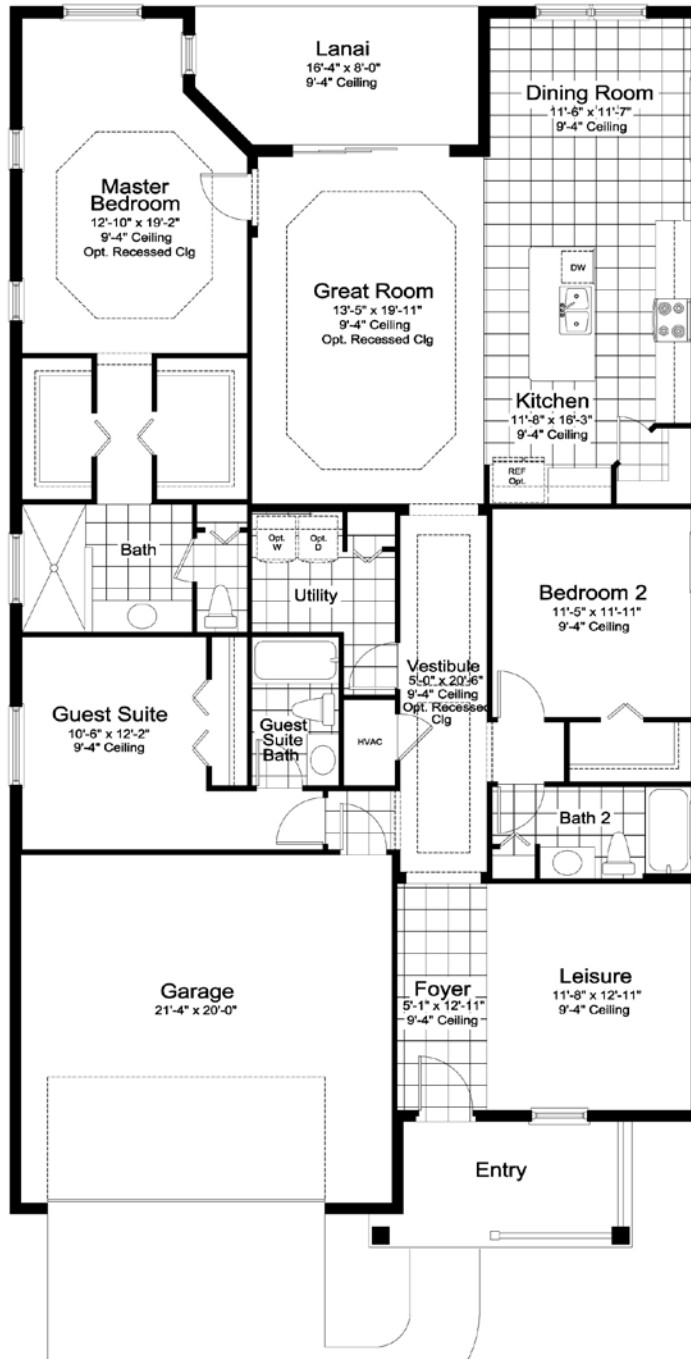 Lanai
16'-4" x 8'-0"
9'-4" Ceiling
Dining Room
11'-6" x 11'-7"
9'-4" Ceiling
Master
Bedroom
12'-10" x 19'-2"
9'-4" Ceiling
Opt. Recessed Clg
Great Room
13'-5" x 19'-11"
9'-4" Ceiling
Opt. Recessed Clg
DW
Kitchen
11'-8" x 16'-3"
9'-4" Ceiling
REF
Opt.
Bath
Opt.
W
Opt.
D
Utility
Bedroom 2
11'-5" x 11'-11"
9'-4" Ceiling
Vestibule
5'-0" x 20'-6"
9'-4" Ceiling
Opt. Recessed
Clg
Guest Suite
10'-6" x 12'-2"
9'-4" Ceiling
Guest
Suite
Bath
HVAC
Bath 2
Garage
21'-4" x 20'-0"
Foyer
5'-1" x 12'-11"
9'-4" Ceiling
Leisure
11'-8" x 12'-11"
9'-4" Ceiling
Entry